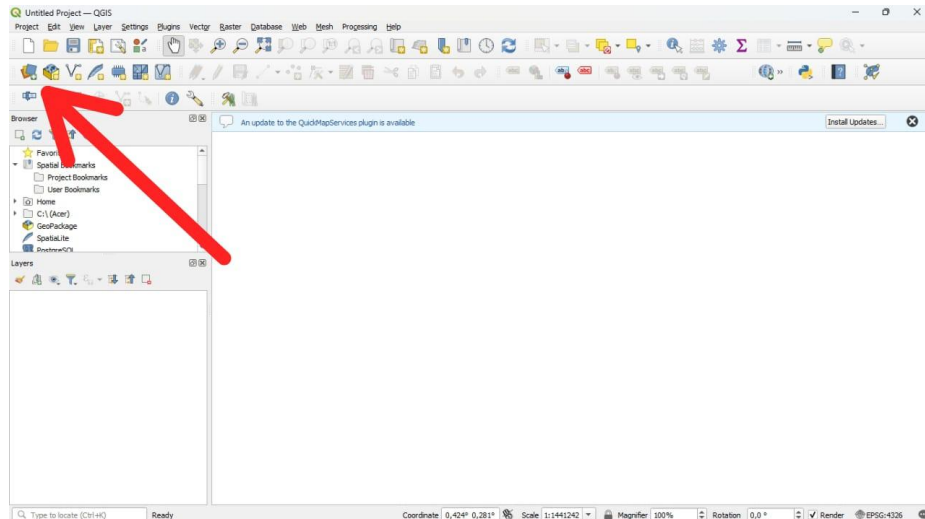 Untitled Project — QGIS
Project Edit View Layer Settings Plugins Vector Raster Database Web Mesh Processing Help
Browser
An update to the QuickMapServices plugin is available
Install Updates...
Spatial Bookmarks
Project Bookmarks
User Bookmarks
Home
C:\ (Acer)
GeoPackage
SpatiaLite
PostgreSQL
Layers
Type to locate (Ctrl+K) Ready Coordinate 0,424° 0,281° Scale 1:1441242 Magnifier 100% Rotation 0,0 ° Render EPSG:4326